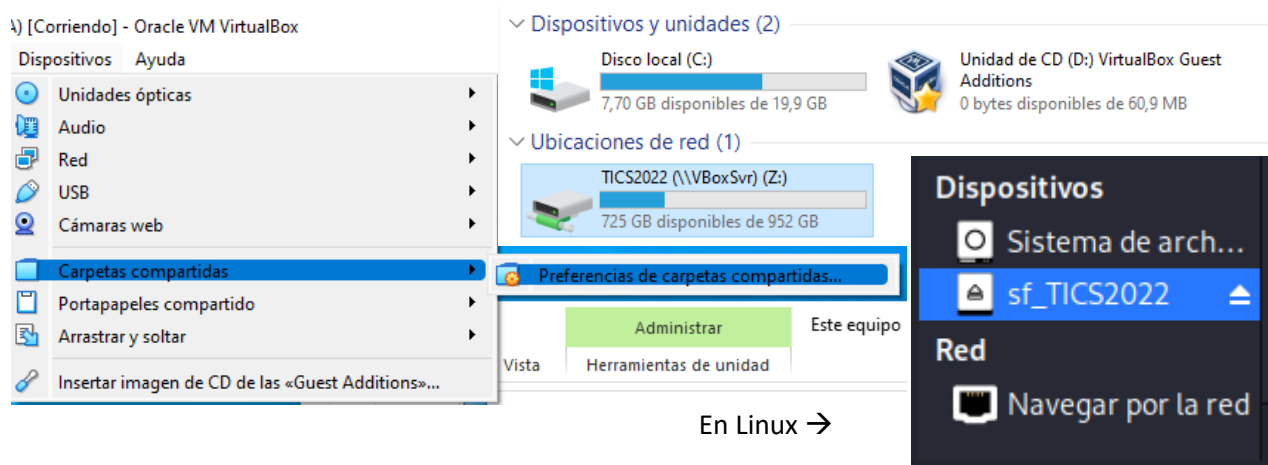 A) [Corriendo] - Oracle VM VirtualBox
Dispositivos Ayuda
Unidades ópticas
Audio
Red
USB
Cámaras web
Carpetas compartidas
Portapapeles compartido
Arrastrar y soltar
Insertar imagen de CD de las «Guest Additions»...
Preferencias de carpetas compartidas...
Dispositivos y unidades (2)
Disco local (C:)
7,70 GB disponibles de 19,9 GB
Unidad de CD (D:) VirtualBox Guest
Additions
0 bytes disponibles de 60,9 MB
Ubicaciones de red (1)
TICS2022 (\\VBoxSvr) (Z:)
725 GB disponibles de 952 GB
Administrar
Este equipo
Vista
Herramientas de unidad
En Linux →
Dispositivos
Sistema de arch...
sf_TICS2022
Red
Navegar por la red